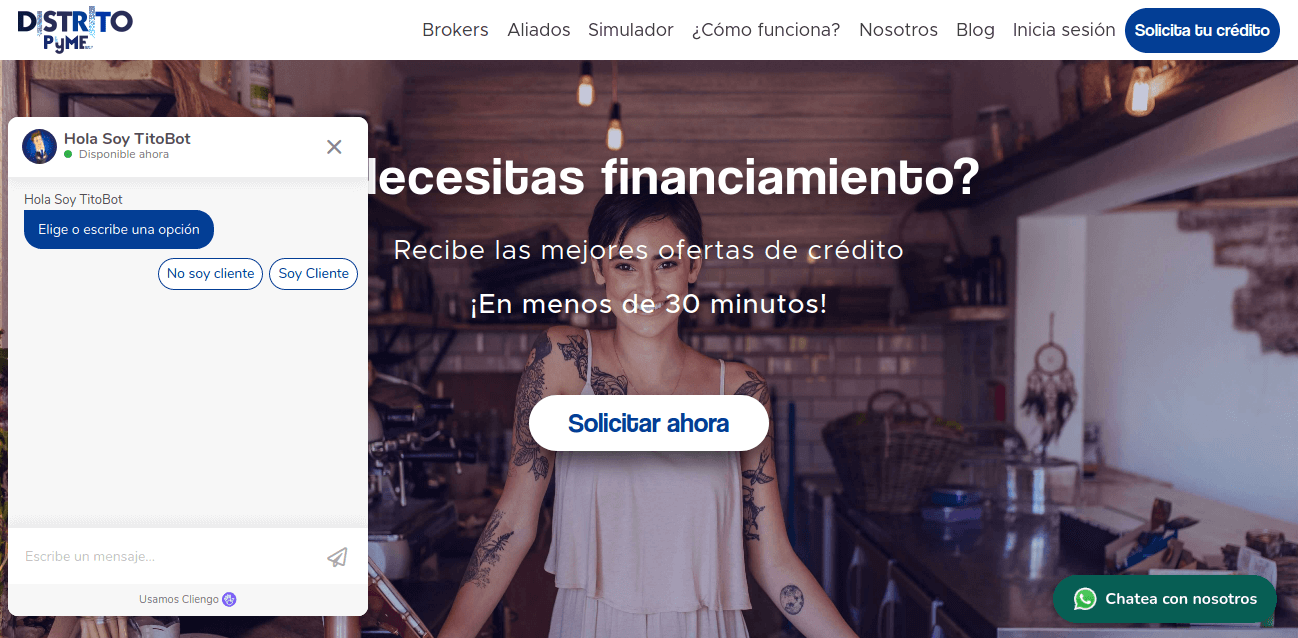 DISTRITO
PyME
Brokers Aliados Simulador ¿Cómo funciona? Nosotros Blog Inicia sesión Solicita tu crédito
Hola Soy TitoBot
Disponible ahora
Hola Soy TitoBot
Elige o escribe una opción
No soy cliente Soy Cliente
Escribe un mensaje...
Usamos Cliengo
ecesitas financiamiento?
Recibe las mejores ofertas de crédito
¡En menos de 30 minutos!
Solicitar ahora
Chatea con nosotros